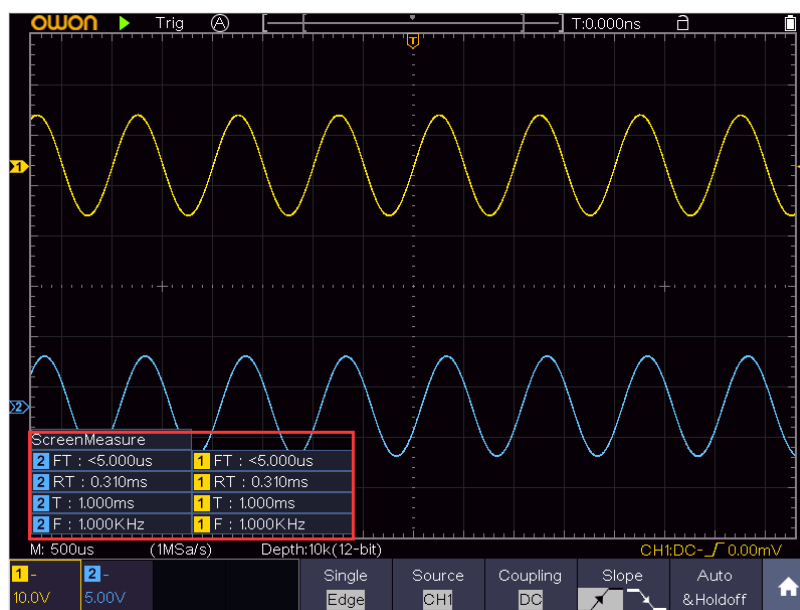 OWON Trig A T:0.000ns
T
1
2
ScreenMeasure
2 FT : <5.000us 1 FT : <5.000us
2 RT : 0.310ms 1 RT : 0.310ms
2 T : 1.000ms 1 T : 1.000ms
2 F : 1.000KHz 1 F : 1.000KHz
M: 500us (1MSa/s) Depth:10k(12-bit) CH1:DC- 0.00mV
1 - 2 - Single Source Coupling Slope Auto
10.0V 5.00V Edge CH1 DC &Holdoff